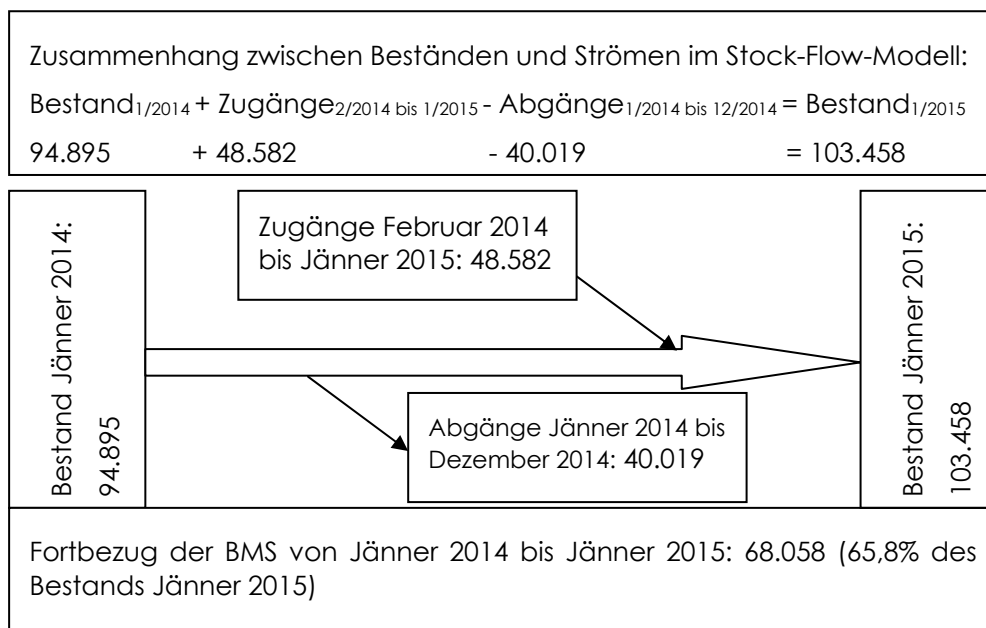 Zusammenhang zwischen Beständen und Strömen im Stock-Flow-Modell:
Bestand1/2014 + Zugänge2/2014 bis 1/2015 - Abgänge1/2014 bis 12/2014 = Bestand1/2015
94.895 + 48.582 - 40.019 = 103.458
Bestand Jänner 2014:
94.895
Zugänge Februar 2014
bis Jänner 2015: 48.582
Abgänge Jänner 2014 bis
Dezember 2014: 40.019
Bestand Jänner 2015:
103.458
Fortbezug der BMS von Jänner 2014 bis Jänner 2015: 68.058 (65,8% des
Bestands Jänner 2015)